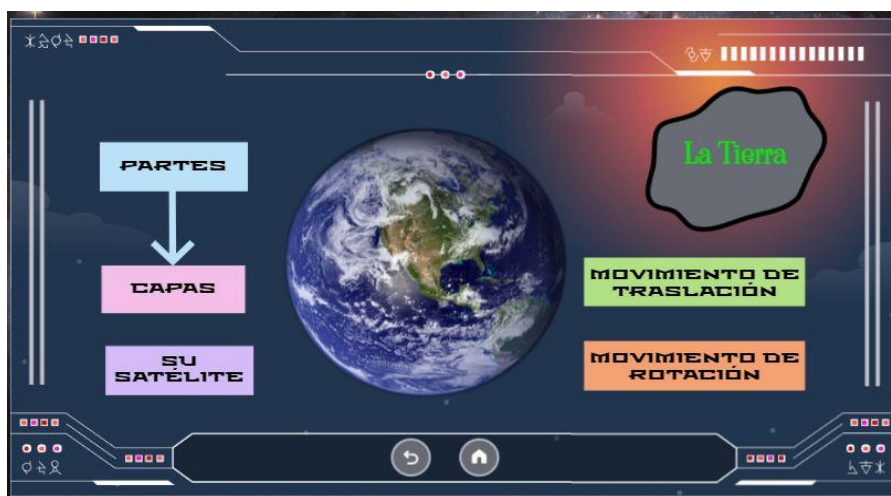 La Tierra
PARTES
CAPAS
SU
SATÉLITE
MOVIMIENTO DE
TRASLACIÓN
MOVIMIENTO DE
ROTACIÓN